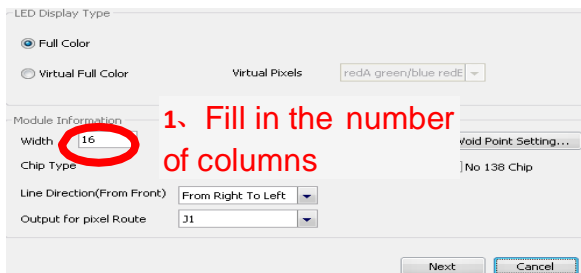 LED Display Type
Full Color
Virtual Full Color Virtual Pixels redA green/blue redE
Module Information
1、Fill in the number
Width 16 Void Point Setting...
of columns
Chip Type No 138 Chip
Line Direction(From Front) From Right To Left
Output for pixel Route J1
Next Cancel